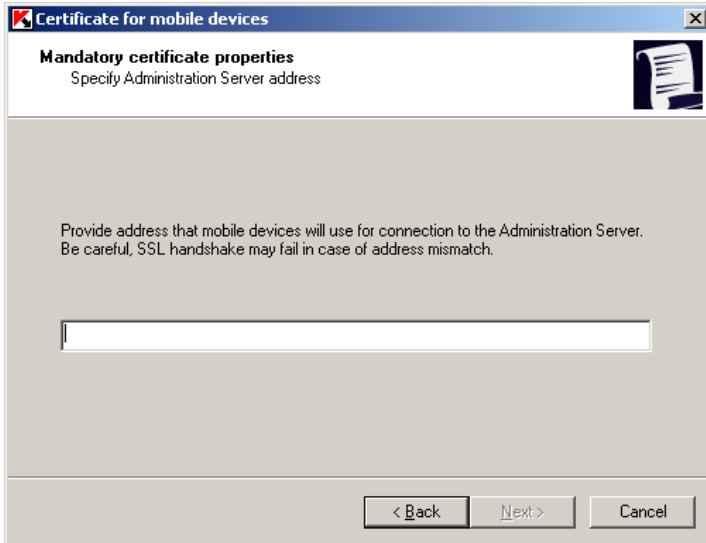 Certificate for mobile devices
Mandatory certificate properties
Specify Administration Server address
Provide address that mobile devices will use for connection to the Administration Server.
Be careful, SSL handshake may fail in case of address mismatch.
< Back Next > Cancel